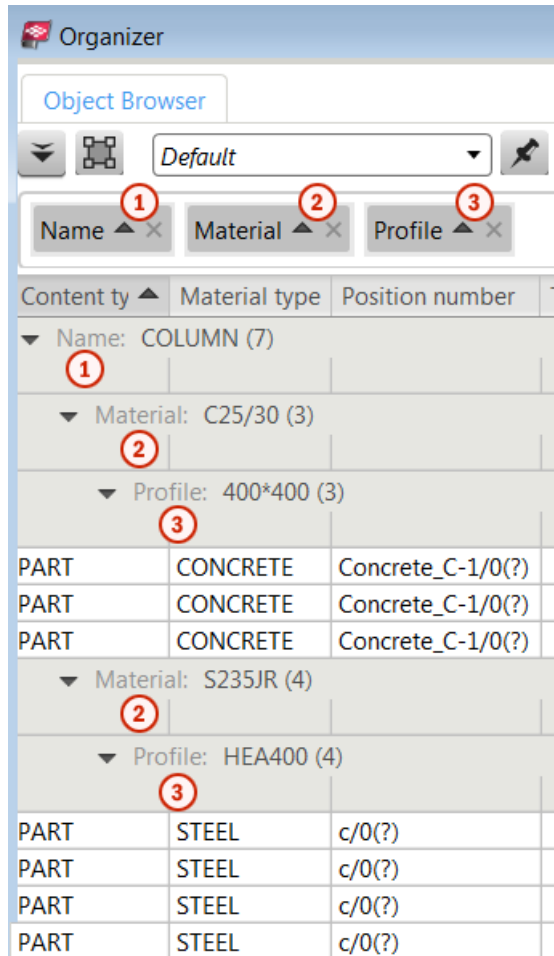 Organizer
Object Browser
Default
1 2 3
Name Material Profile
Content ty Material type Position number
Name: COLUMN (7)
1
Material: C25/30 (3)
2
Profile: 400*400 (3)
3
PART CONCRETE Concrete_C-1/0(?)
PART CONCRETE Concrete_C-1/0(?)
PART CONCRETE Concrete_C-1/0(?)
Material: S235JR (4)
2
Profile: HEA400 (4)
3
PART STEEL c/0(?)
PART STEEL c/0(?)
PART STEEL c/0(?)
PART STEEL c/0(?)